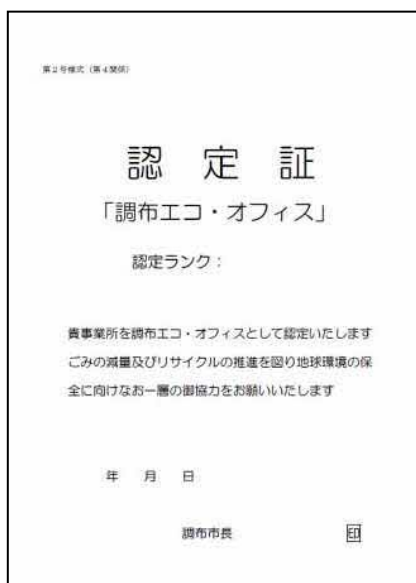 第2号様式（第4関係）
認 定 証
「調布エコ・オフィス」
認定ランク：
貴事業所を調布エコ・オフィスとして認定いたします
ごみの減量及びリサイクルの推進を図り地球環境の保
全に向けなお一層の御協力をお願いいたします
年 月 日
調布市長 印